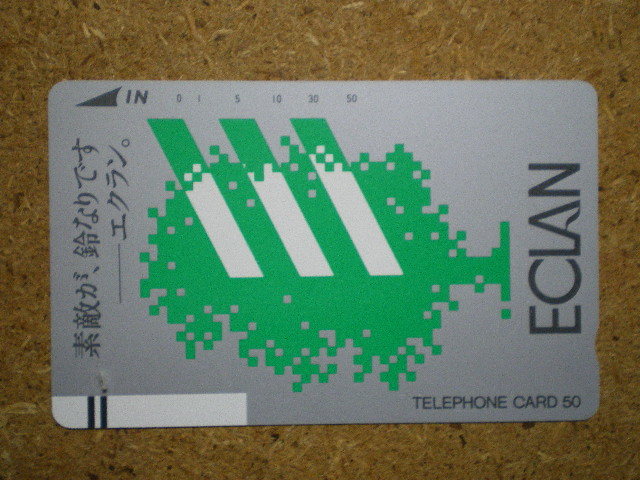 IN
0 1 5 10 30 50
素敵が、鈴なりです
——エクラン。
ECLAN
TELEPHONE CARD 50